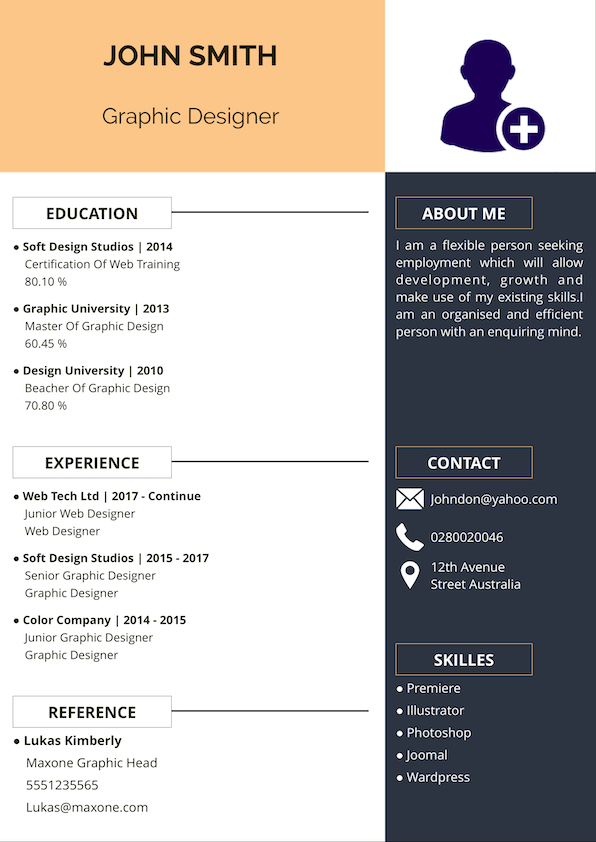 JOHN SMITH
Graphic Designer
EDUCATION
● Soft Design Studios | 2014
Certification Of Web Training
80.10 %
● Graphic University | 2013
Master Of Graphic Design
60.45 %
● Design University | 2010
Beacher Of Graphic Design
70.80 %
EXPERIENCE
● Web Tech Ltd | 2017 - Continue
Junior Web Designer
Web Designer
● Soft Design Studios | 2015 - 2017
Senior Graphic Designer
Graphic Designer
● Color Company | 2014 - 2015
Junior Graphic Designer
Graphic Designer
REFERENCE
● Lukas Kimberly
Maxone Graphic Head
5551235565
Lukas@maxone.com
ABOUT ME
I am a flexible person seeking
employment which will allow
development, growth and
make use of my existing skills.I
am an organised and efficient
person with an enquiring mind.
CONTACT
Johndon@yahoo.com
0280020046
12th Avenue
Street Australia
SKILLES
● Premiere
● Illustrator
● Photoshop
● Joomal
● Wardpress